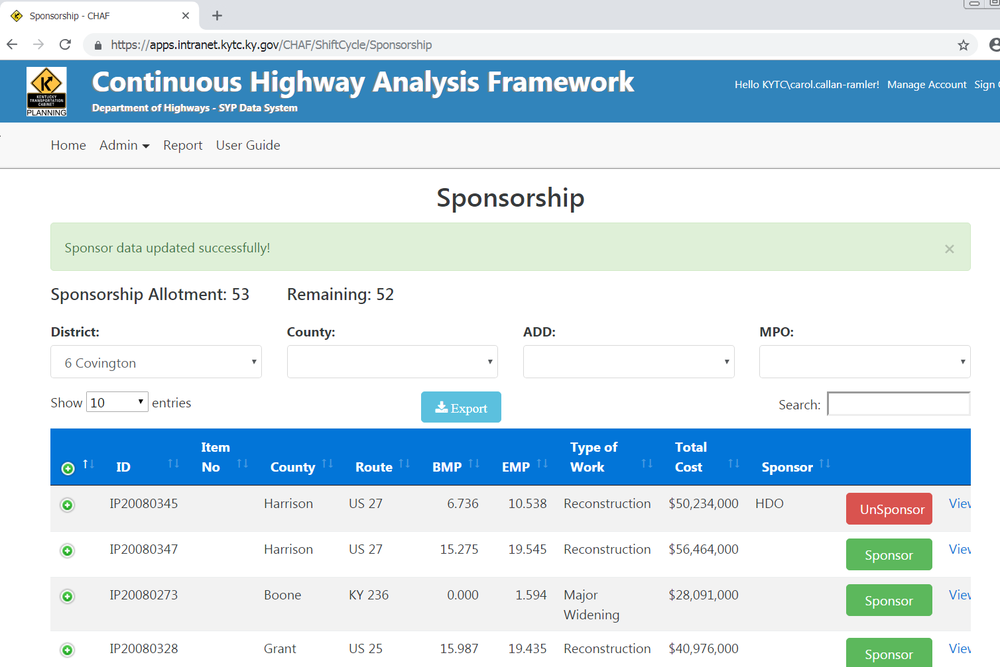 Sponsorship - CHAF
https://apps.intranet.kytc.ky.gov/CHAF/ShiftCycle/Sponsorship
KENTUCKY
TRANSPORTATION
CABINET
PLANNING
Continuous Highway Analysis Framework
Department of Highways - SYP Data System
Hello KYTC\carol.callan-ramler! Manage Account Sign
Home Admin Report User Guide
Sponsorship
Sponsor data updated successfully!
×
Sponsorship Allotment: 53 Remaining: 52
District: County: ADD: MPO:
6 Covington
Show 10 entries
Export
Search:
ID Item No County Route BMP EMP Type of Work Total Cost Sponsor
IP20080345 Harrison US 27 6.736 10.538 Reconstruction $50,234,000 HDO UnSponsor View
IP20080347 Harrison US 27 15.275 19.545 Reconstruction $56,464,000 Sponsor View
IP20080273 Boone KY 236 0.000 1.594 Major Widening $28,091,000 Sponsor View
IP20080328 Grant US 25 15.987 19.435 Reconstruction $40,976,000 Sponsor View